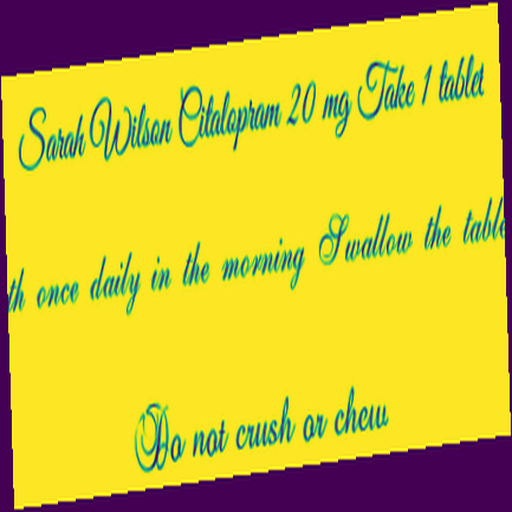 Sarah Wilson Citalopram 20 mg Take 1 tablet
once daily in the morning Swallow the
Do not crush or chew